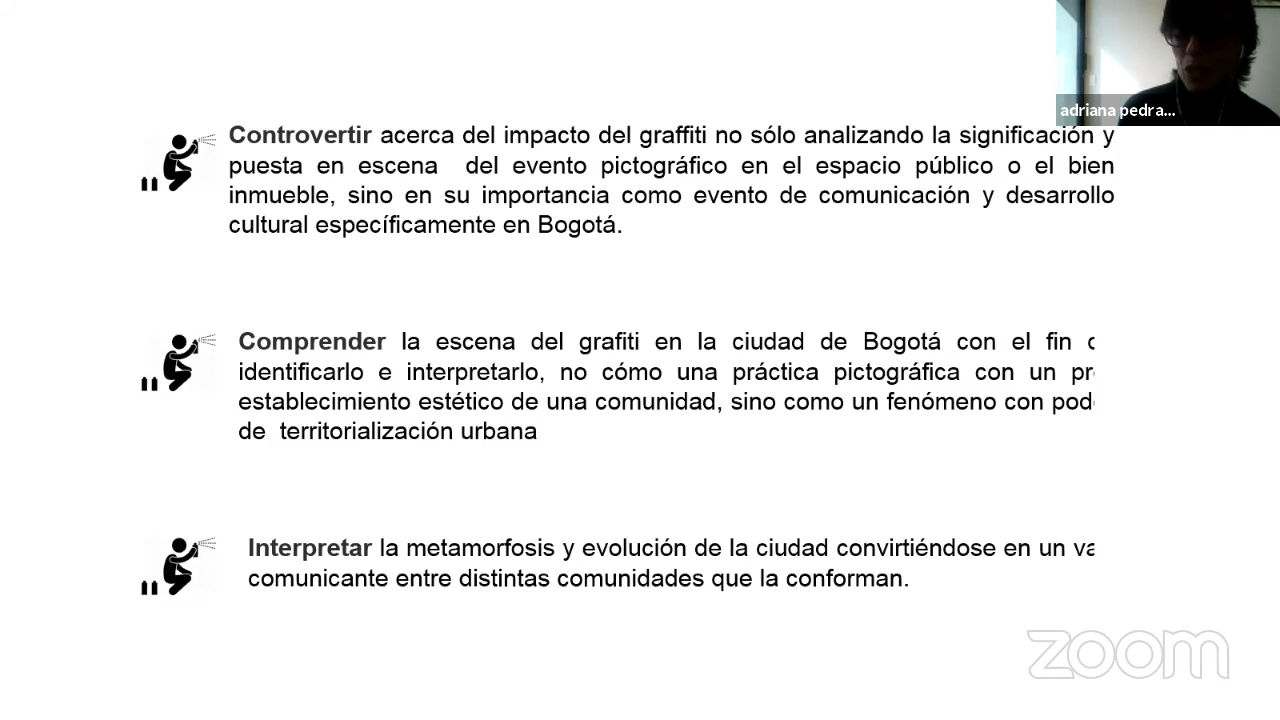 adriana pedra...
Controvertir acerca del impacto del graffiti no sólo analizando la significación y
puesta en escena del evento pictográfico en el espacio público o el bien
inmueble, sino en su importancia como evento de comunicación y desarrollo
cultural específicamente en Bogotá.
Comprender la escena del grafiti en la ciudad de Bogotá con el fin
identificarlo e interpretarlo, no cómo una práctica pictográfica con un
establecimiento estético de una comunidad, sino como un fenómeno con
de territorialización urbana
Interpretar la metamorfosis y evolución de la ciudad convirtiéndose en un
comunicante entre distintas comunidades que la conforman.
zoom